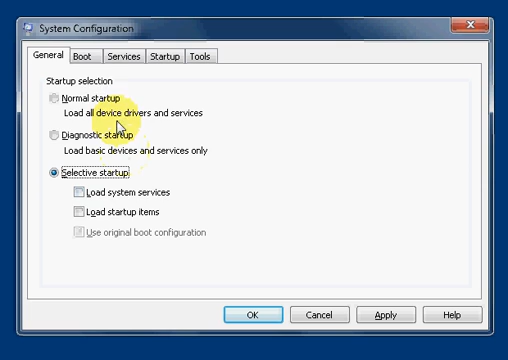 System Configuration
General Boot Services Startup Tools
Startup selection
Normal startup
Load all device drivers and services
Diagnostic startup
Load basic devices and services only
Selective startup
Load system services
Load startup items
Use original boot configuration
OK Cancel Apply Help